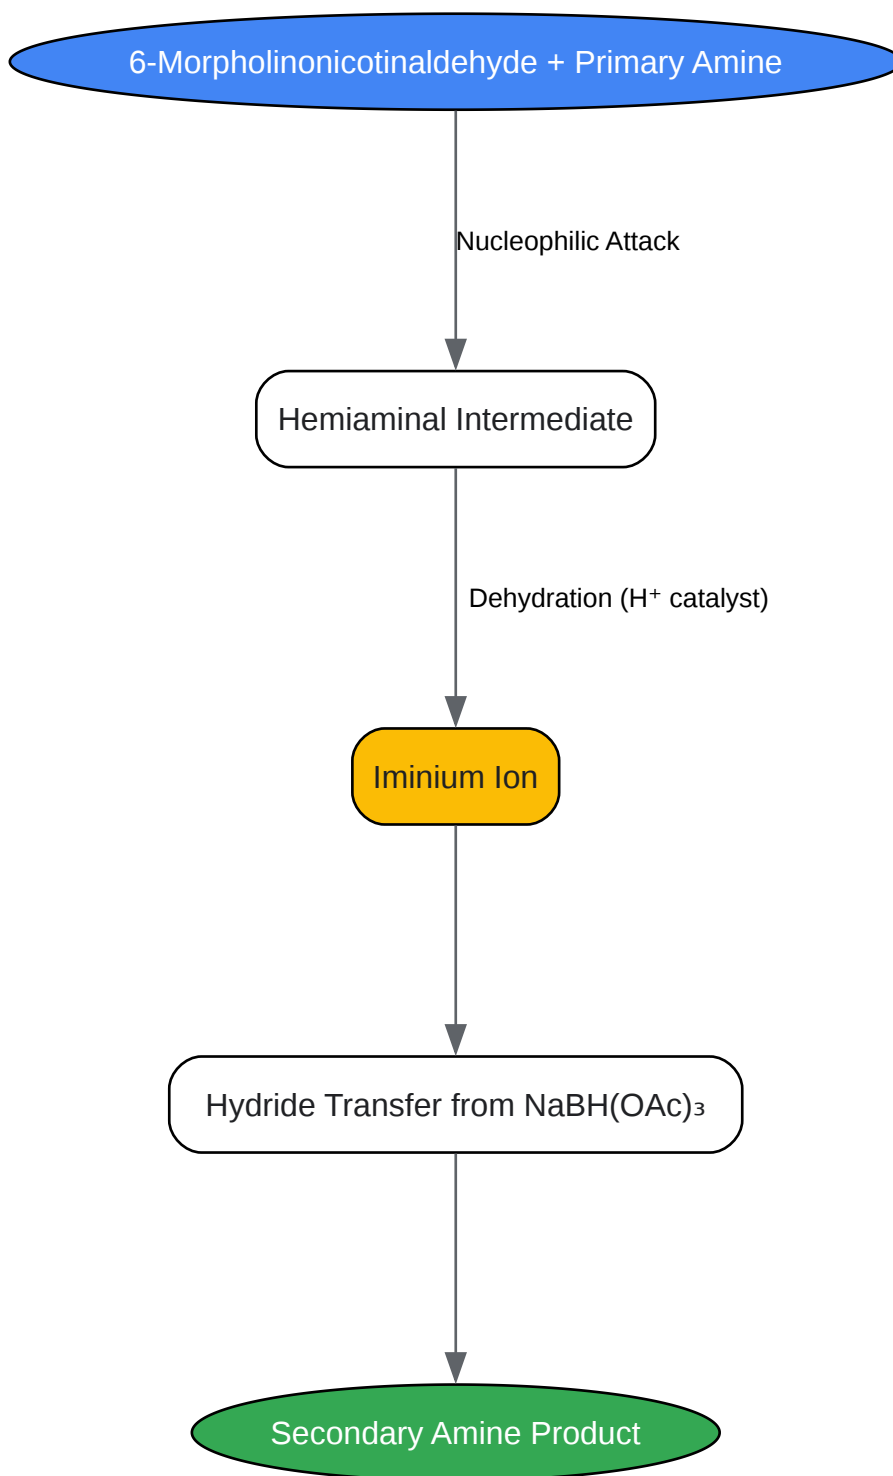 6-Morpholinonicotinaldehyde + Primary Amine
Nucleophilic Attack
Hemiaminal Intermediate
Dehydration (H⁺ catalyst)
Iminium Ion
Hydride Transfer from NaBH(OAc)₃
Secondary Amine Product